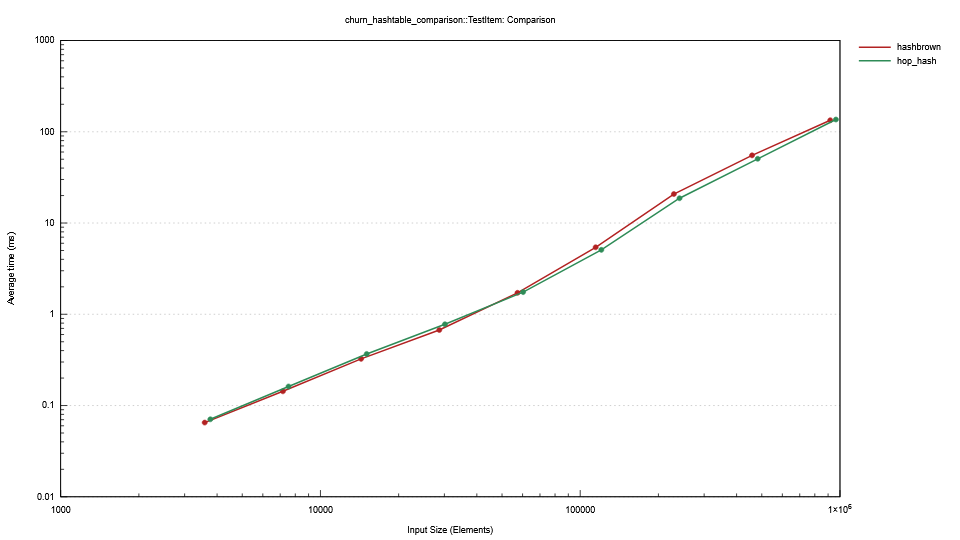 churn_hashtable_comparison::TestItem: Comparison
hashbrown
hop_hash
1000
100
10
1
0.1
0.01
Average time (ms)
1000
10000
100000
1×10⁶
Input Size (Elements)